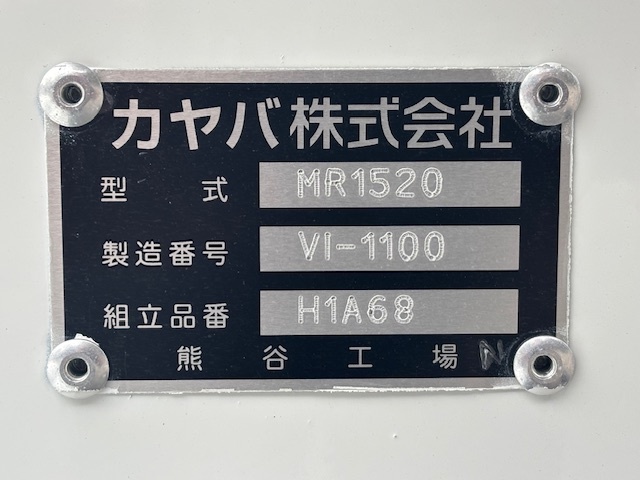 カヤバ株式会社
型式 MR1520
製造番号 VI-1100
組立品番 H1A68
熊谷工場